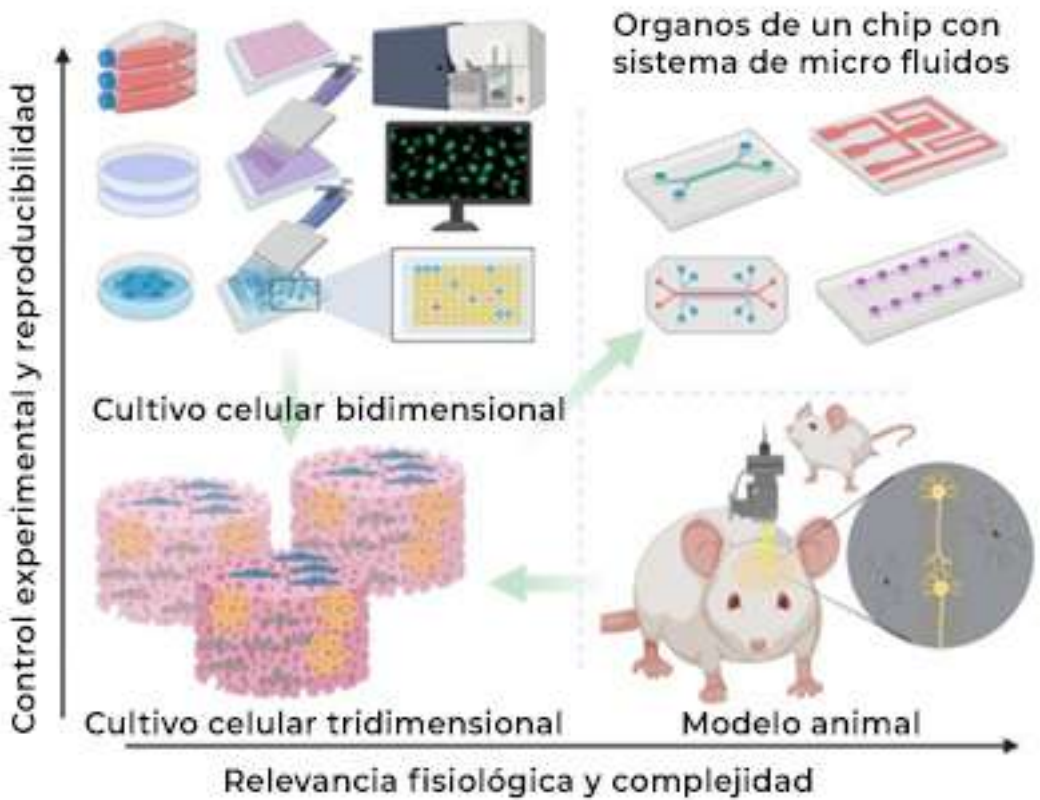 Organos de un chip con
sistema de micro fluidos
Control experimental y reproducibilidad
Cultivo celular bidimensional
Cultivo celular tridimensional
Modelo animal
Relevancia fisiológica y complejidad